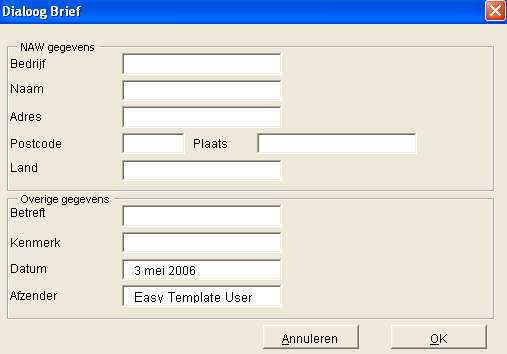 Dialoog Brief
NAW gegevens
Bedrijf
Naam
Adres
Postcode Plaats
Land
Overige gegevens
Betreft
Kenmerk
Datum 3 mei 2006
Afzender Easy Template User
Annuleren OK